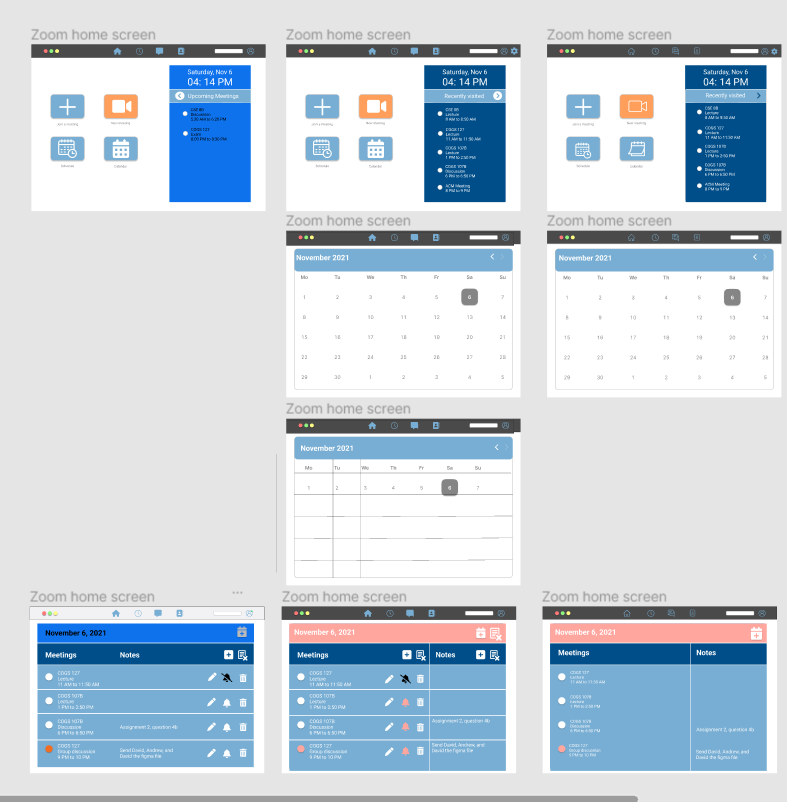 Zoom home screen
Saturday, Nov 6
04: 14 PM
Upcoming Meetings
CSE 8B
Discussion
5:30 AM to 6:20 PM
COGS 127
8:00 PM to 8:30 PM
Join a meeting
New meeting
Schedule
Calendar
Zoom home screen
Saturday, Nov 6
04: 14 PM
Recently visited
CSE 8B
Lecture
8 AM to 8:50 AM
COGS 127
Lecture
11 AM to 11:50 AM
COGS 107B
Lecture
1 PM to 2:50 PM
COGS 107B
Discussion
6 PM to 6:50 PM
ACM Meeting
8 PM to 9 PM
Join a meeting
New meeting
Schedule
Calendar
Zoom home screen
Saturday, Nov 6
04: 14 PM
Recently visited
CSE 8B
Lecture
8 AM to 8:50 AM
COGS 127
Lecture
11 AM to 11:50 AM
COGS 107B
Lecture
1 PM to 2:50 PM
COGS 107B
Discussion
6 PM to 6:50 PM
ACM Meeting
8 PM to 9 PM
Join a meeting
New meeting
Schedule
Calendar
Zoom home screen
November 2021
Mo Tu We Th Fr Sa Su
1 2 3 4 5 6 7
8 9 10 11 12 13 14
15 16 17 18 19 20 21
22 23 24 25 26 27 28
29 30 1 2 3 4 5
Zoom home screen
November 2021
Mo Tu We Th Fr Sa Su
1 2 3 4 5 6 7
8 9 10 11 12 13 14
15 16 17 18 19 20 21
22 23 24 25 26 27 28
29 30 1 2 3 4 5
Zoom home screen
November 2021
Mo Tu We Th Fr Sa Su
1 2 3 4 5 6 7
Zoom home screen
November 6, 2021
Meetings Notes
COGS 127
Lecture
11 AM to 11:50 AM
COGS 107B
Lecture
1 PM to 2:50 PM
COGS 107B
Discussion
6 PM to 6:50 PM
Assignment 2, question 4b
COGS 127
Group discussion
9 PM to 10 PM
Send David, Andrew, and
David the figma file
Zoom home screen
November 6, 2021
Meetings Notes
COGS 127
Lecture
11 AM to 11:50 AM
COGS 107B
Lecture
1 PM to 2:50 PM
COGS 107B
Discussion
6 PM to 6:50 PM
Assignment 2, question 4b
COGS 127
Group discussion
9 PM to 10 PM
Send David, Andrew, and
David the figma file
Zoom home screen
November 6, 2021
Meetings Notes
COGS 127
Lecture
11 AM to 11:50 AM
COGS 107B
Lecture
1 PM to 2:50 PM
COGS 107B
Discussion
6 PM to 6:50 PM
Assignment 2, question 4b
COGS 127
Group discussion
9 PM to 10 PM
Send David, Andrew, and
David the figma file